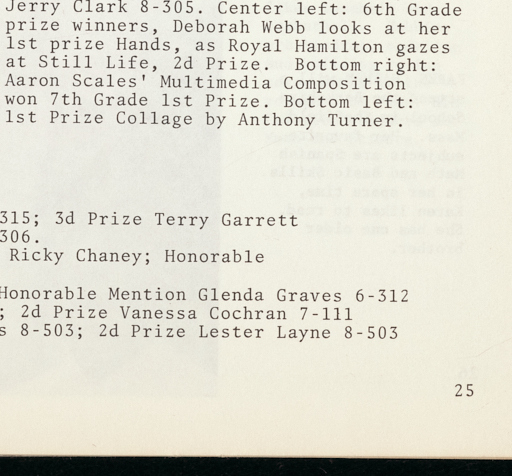 Jerry Clark 8-305. Center left: 6th Grade
prize winners, Deborah Webb looks at her
1st prize Hands, as Royal Hamilton gazes
at Still Life, 2d Prize. Bottom right:
Aaron Scales' Multimedia Composition
won 7th Grade 1st Prize. Bottom left:
1st Prize Collage by Anthony Turner.
315; 3d Prize Terry Garrett
306.
Ricky Chaney; Honorable
Honorable Mention Glenda Graves 6-312
; 2d Prize Vanessa Cochran 7-111
s 8-503; 2d Prize Lester Layne 8-503
25